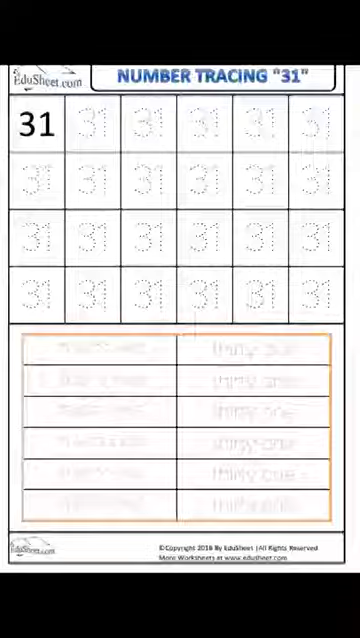 EduSheet.com
NUMBER TRACING "31"
31 31 31 31 31 31
31 31 31 31 31 31
31 31 31 31 31 31
31 31 31 31 31 31
thirty-one
thirty-one
thirty-one
thirty-one
thirty-one
thirty-one
EduSheet.com
©Copyright 2018 By EduSheet |All Rights Reserved
More Worksheets at www.edusheet.com